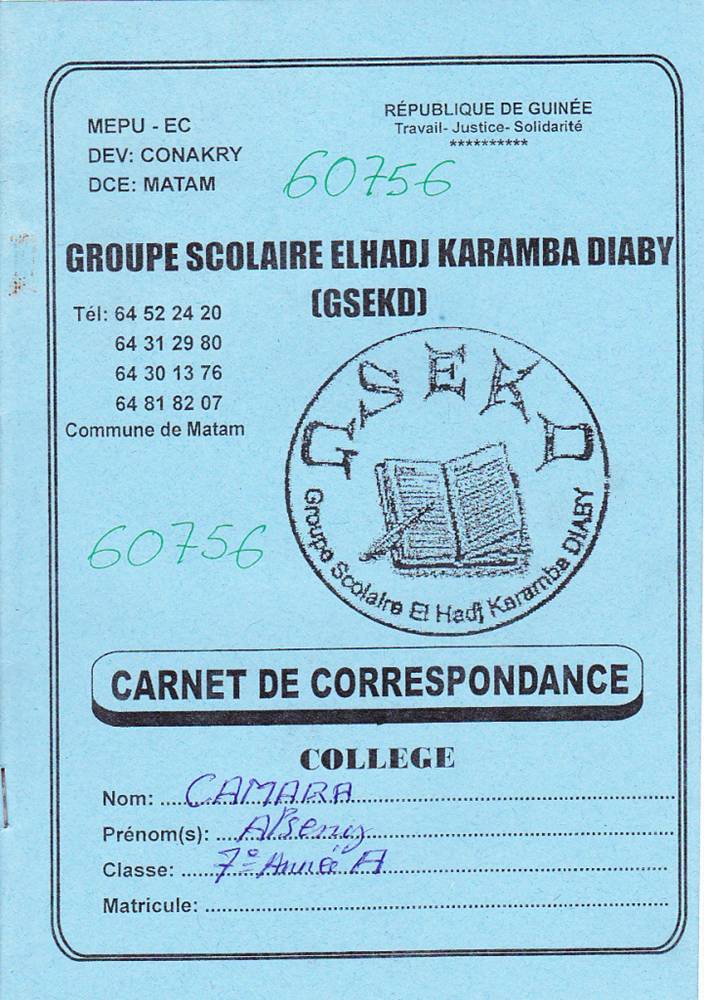 MEPU - EC
DEV: CONAKRY
DCE: MATAM
RÉPUBLIQUE DE GUINÉE
Travail- Justice- Solidarité
**********
60756
GROUPE SCOLAIRE ELHADJ KARAMBA DIABY
(GSEKD)
Tél: 64 52 24 20
64 31 29 80
64 30 13 76
64 81 82 07
Commune de Matam
GSEKD
Groupe Scolaire El Hadj Karamba DIABY
60756
CARNET DE CORRESPONDANCE
COLLEGE
Nom: CAMARA
Prénom(s): Alseny
Classe: 7e Année A
Matricule: